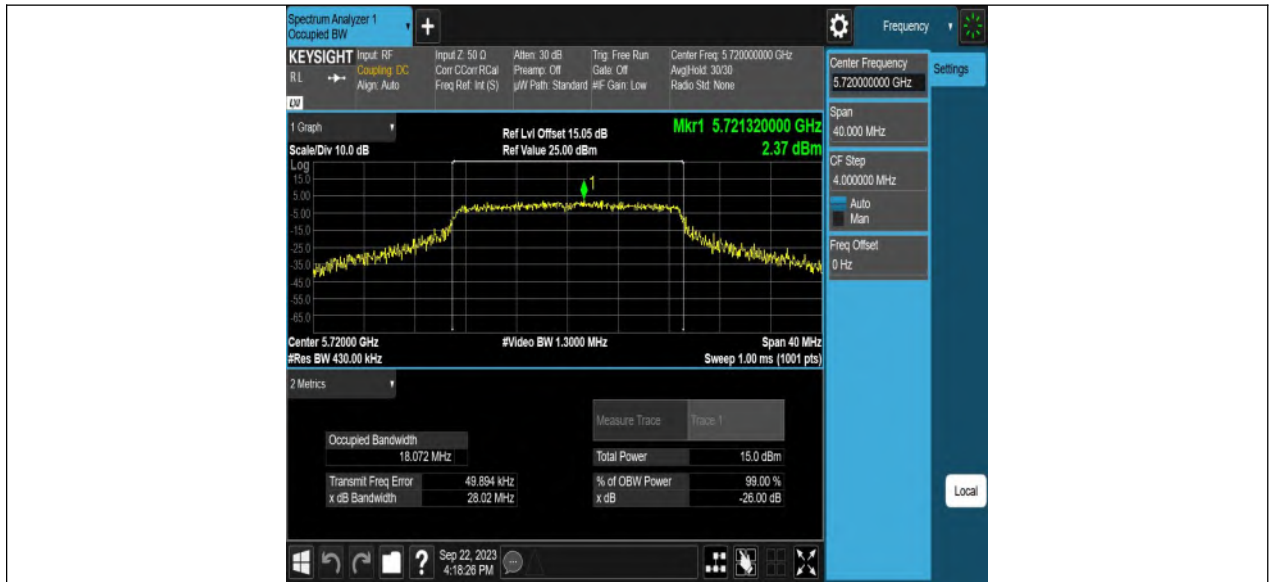 Spectrum Analyzer 1
Occupied BW
+
Frequency
KEYSIGHT
RL
LXI
Input: RF
Coupling: DC
Align: Auto
Input Z: 50 Ω
Corr CCorr RCal
Freq Ref: Int (S)
Atten: 30 dB
Preamp: Off
µW Path: Standard
Trig: Free Run
Gate: Off
#IF Gain: Low
Center Freq: 5.720000000 GHz
Avg|Hold: 30/30
Radio Std: None
Center Frequency
5.720000000 GHz
Settings
Span
40.000 MHz
CF Step
4.000000 MHz
Auto
Man
Freq Offset
0 Hz
Local
1 Graph
Scale/Div 10.0 dB
Ref Lvl Offset 15.05 dB
Ref Value 25.00 dBm
Mkr1 5.721320000 GHz
2.37 dBm
Log
15.0
5.00
-5.00
-15.0
-25.0
-35.0
-45.0
-55.0
-65.0
1
Center 5.72000 GHz
#Video BW 1.3000 MHz
Span 40 MHz
#Res BW 430.00 kHz
Sweep 1.00 ms (1001 pts)
2 Metrics
Measure Trace Trace 1
Occupied Bandwidth
18.072 MHz
Total Power 15.0 dBm
Transmit Freq Error 49.894 kHz
% of OBW Power 99.00 %
x dB Bandwidth 28.02 MHz
x dB -26.00 dB
?
Sep 22, 2023
4:18:26 PM